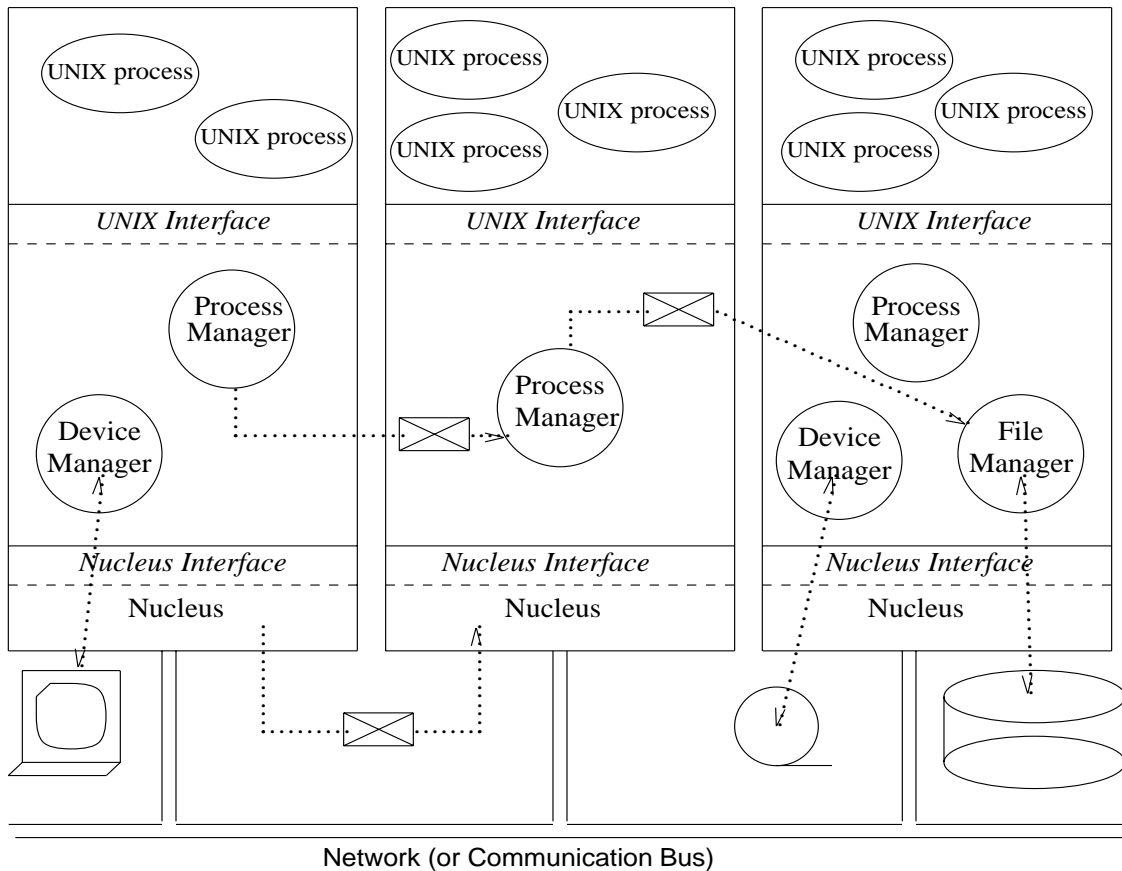 UNIX process
UNIX process
UNIX process
UNIX process
UNIX process
UNIX process
UNIX process
UNIX process
UNIX Interface
UNIX Interface
UNIX Interface
Process
Manager
Process
Manager
Process
Manager
Device
Manager
Device
Manager
File
Manager
Nucleus Interface
Nucleus Interface
Nucleus Interface
Nucleus
Nucleus
Nucleus
Network (or Communication Bus)